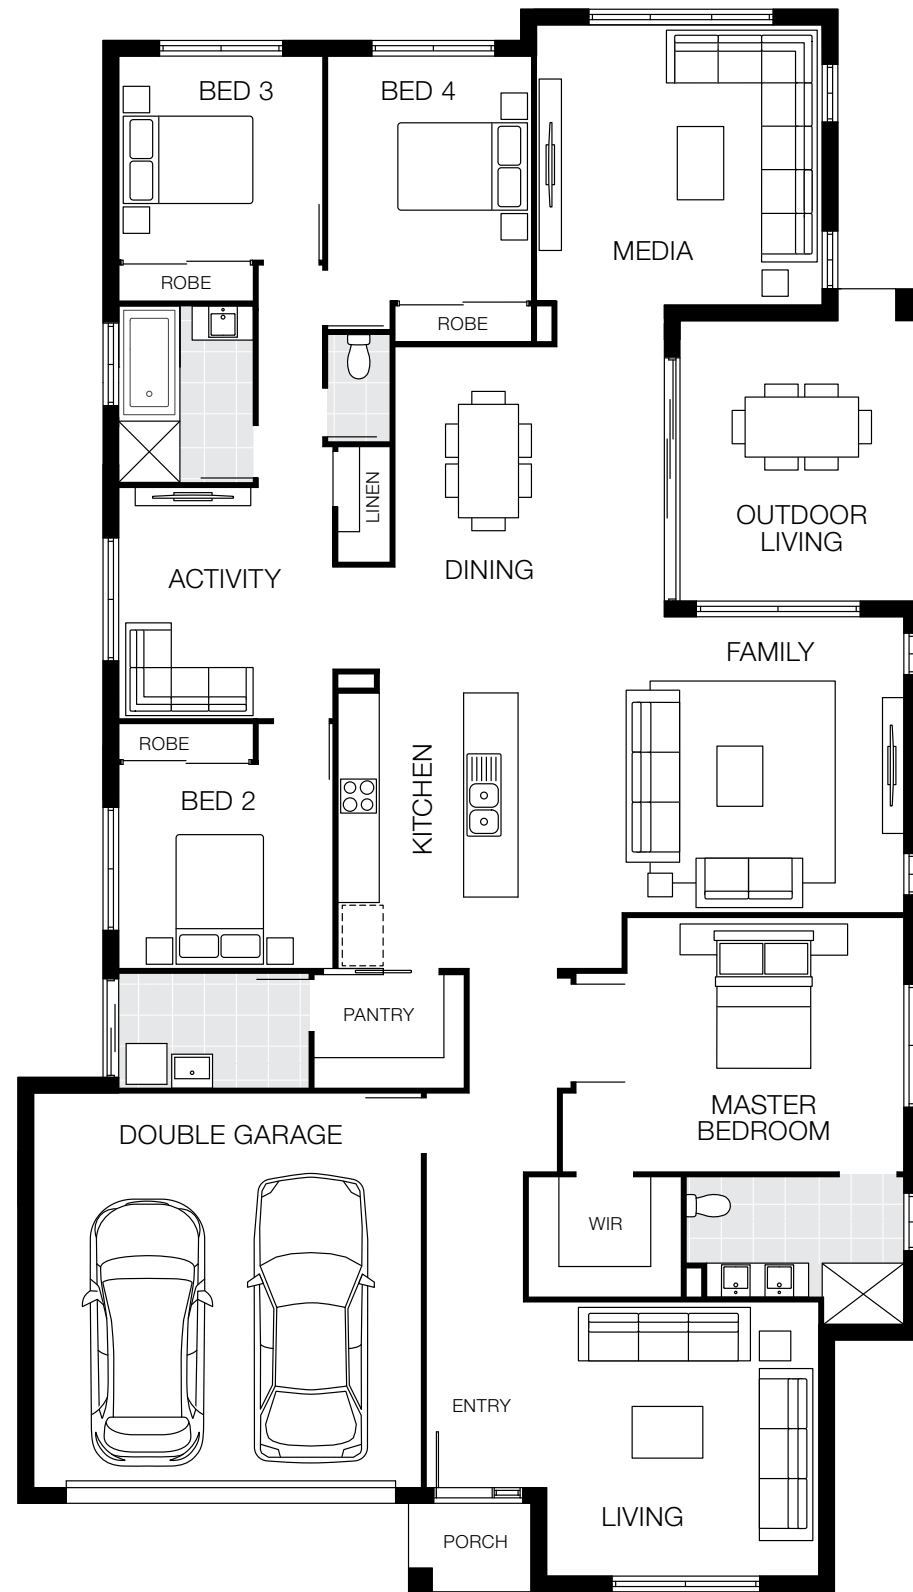 BED 3
BED 4
MEDIA
ROBE
ROBE
LINEN
OUTDOOR
LIVING
DINING
ACTIVITY
FAMILY
ROBE
BED 2
KITCHEN
PANTRY
MASTER
BEDROOM
DOUBLE GARAGE
WIR
ENTRY
LIVING
PORCH